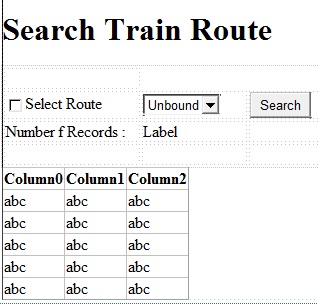 Search Train Route
Select Route Unbound Search
Number f Records : Label
Column0 Column1 Column2
abc abc abc
abc abc abc
abc abc abc
abc abc abc
abc abc abc